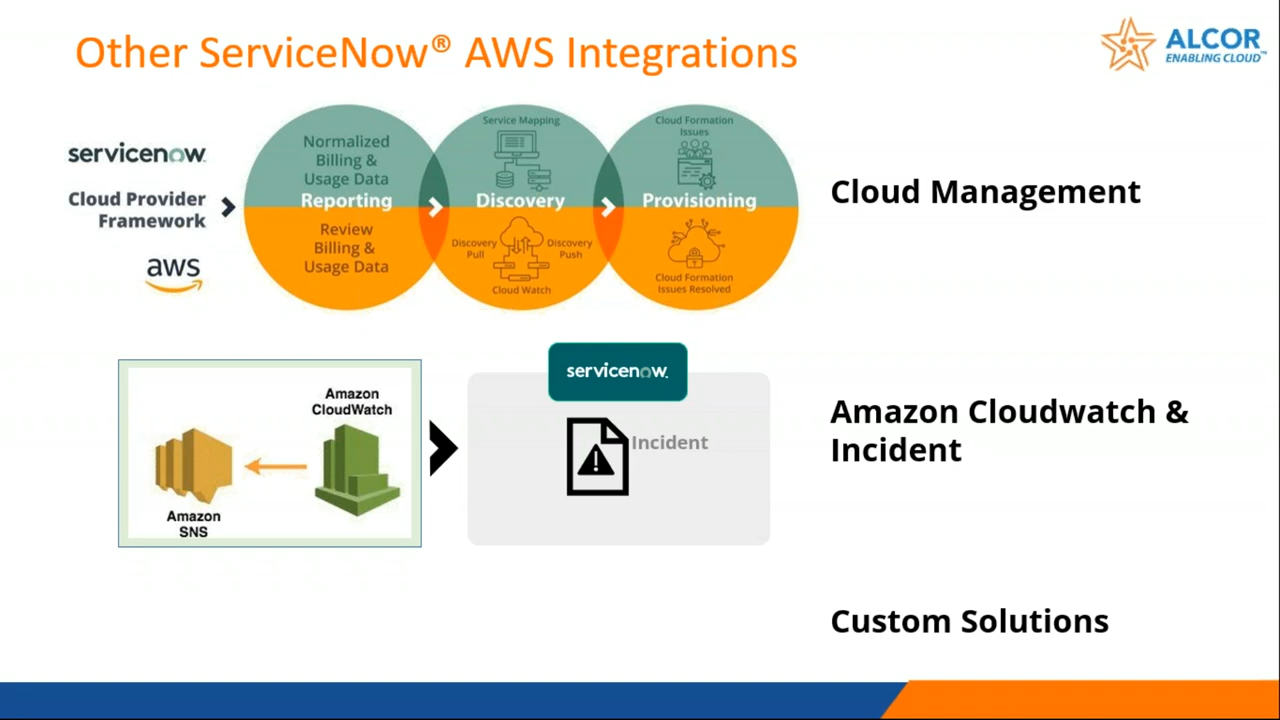 Other ServiceNow® AWS Integrations
ALCOR
ENABLING CLOUD™
servicenow.
Cloud Provider
Framework
aws
Normalized
Billing &
Usage Data
Reporting
Review
Billing &
Usage Data
Service Mapping
Discovery
Discovery
Pull
Discovery
Push
Cloud Watch
Cloud Formation
Issues
Provisioning
Cloud Formation
Issues Resolved
Cloud Management
Amazon
CloudWatch
Amazon
SNS
servicenow.
Incident
Amazon Cloudwatch &
Incident
Custom Solutions